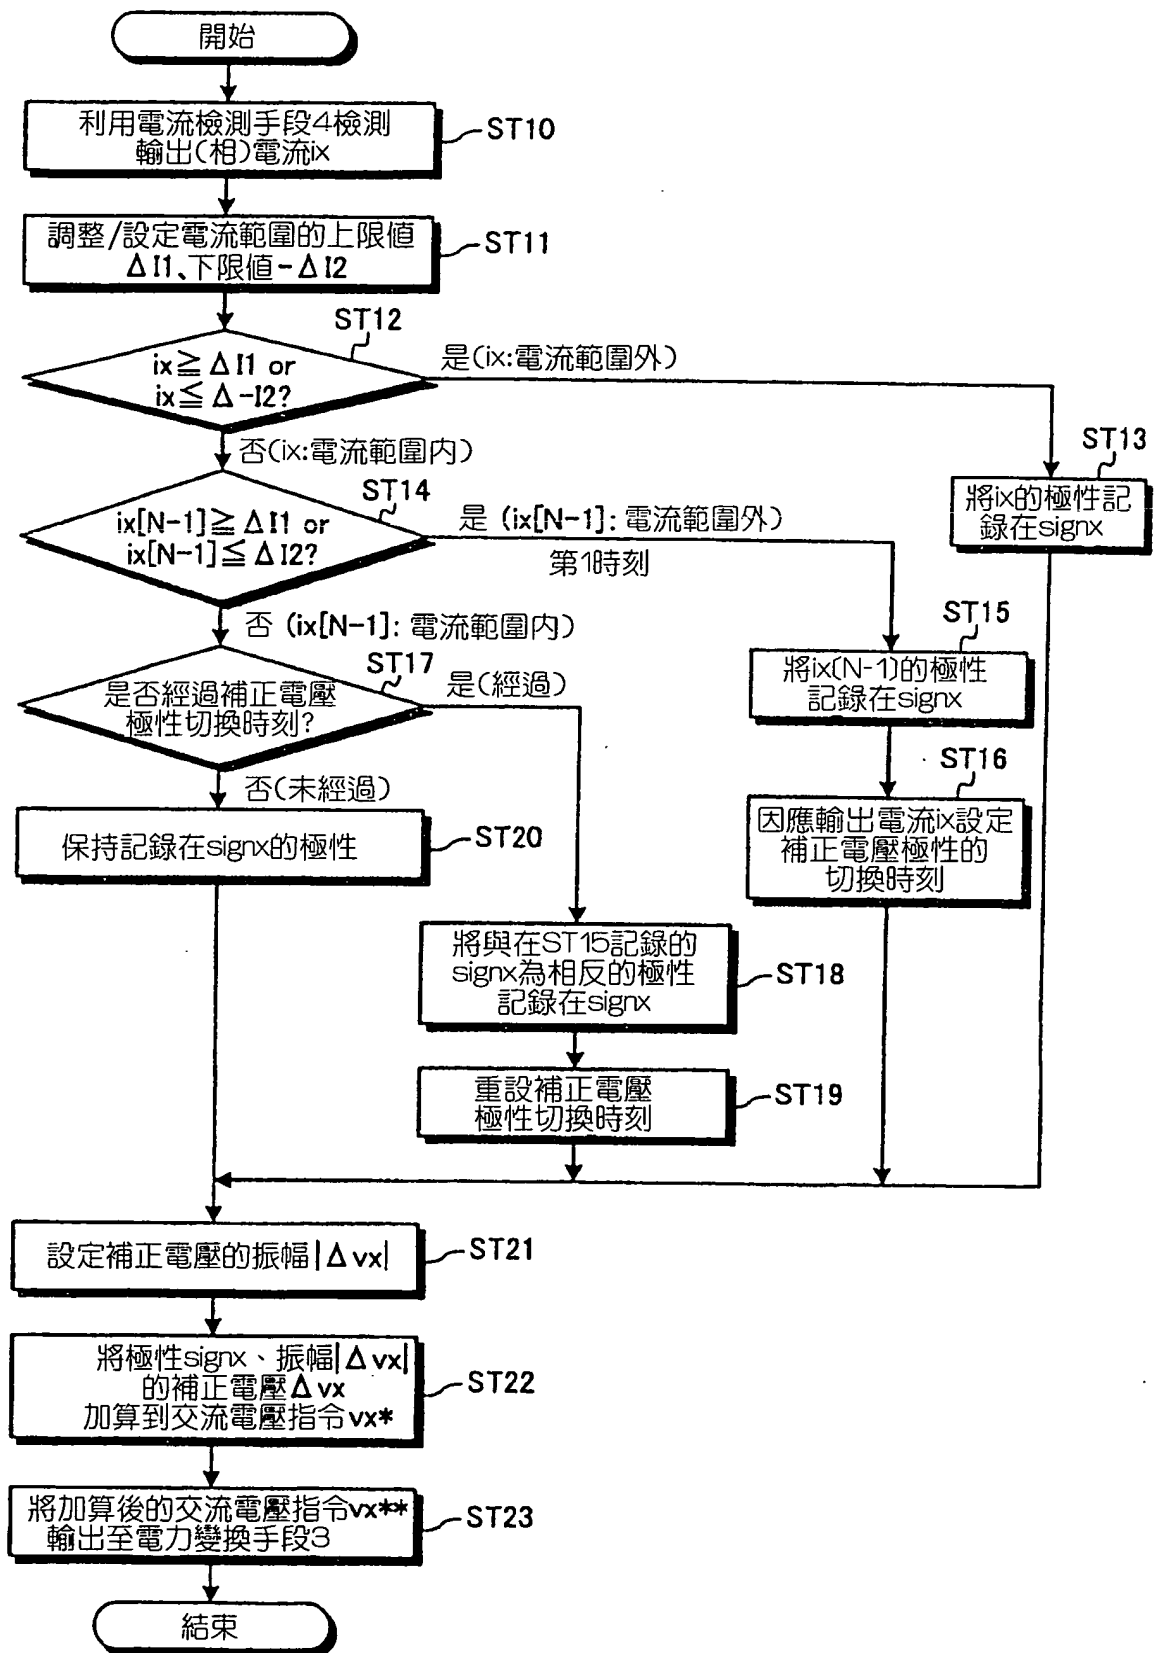 開始
利用電流檢測手段4檢測
輸出(相)電流ix
ST10
調整/設定電流範圍的上限值
ΔI1、下限值-ΔI2
ST11
ST12
ix≧ΔI1 or
ix≦Δ-I2?
是(ix:電流範圍外)
否(ix:電流範圍內)
ST13
將ix的極性記
錄在signx
ST14
ix[N-1]≧ΔI1 or
ix[N-1]≦ΔI2?
是 (ix[N-1]: 電流範圍外)
第1時刻
否 (ix[N-1]: 電流範圍內)
ST15
將ix(N-1)的極性
記錄在signx
ST17
是否經過補正電壓
極性切換時刻?
是(經過)
否(未經過)
ST16
因應輸出電流ix設定
補正電壓極性的
切換時刻
保持記錄在signx的極性
ST20
將與在ST15記錄的
signx為相反的極性
記錄在signx
ST18
重設補正電壓
極性切換時刻
ST19
設定補正電壓的振幅|Δvx|
ST21
將極性signx、振幅|Δvx|
的補正電壓Δvx
加算到交流電壓指令vx*
ST22
將加算後的交流電壓指令vx**
輸出至電力變換手段3
ST23
結束